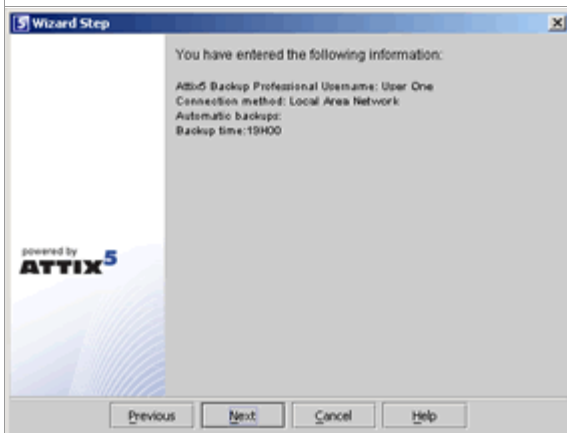 Wizard Step
You have entered the following information:
Attix5 Backup Professional Username: User One
Connection method: Local Area Network
Automatic backups:
Backup time:19H00
powered by
ATTIX5
Previous
Next
Cancel
Help